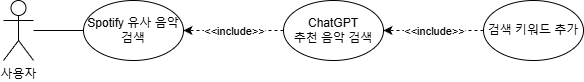 사용자
Spotify 유사 음악
검색
<<include>>
ChatGPT
추천 음악 검색
<<include>>
검색 키워드 추가